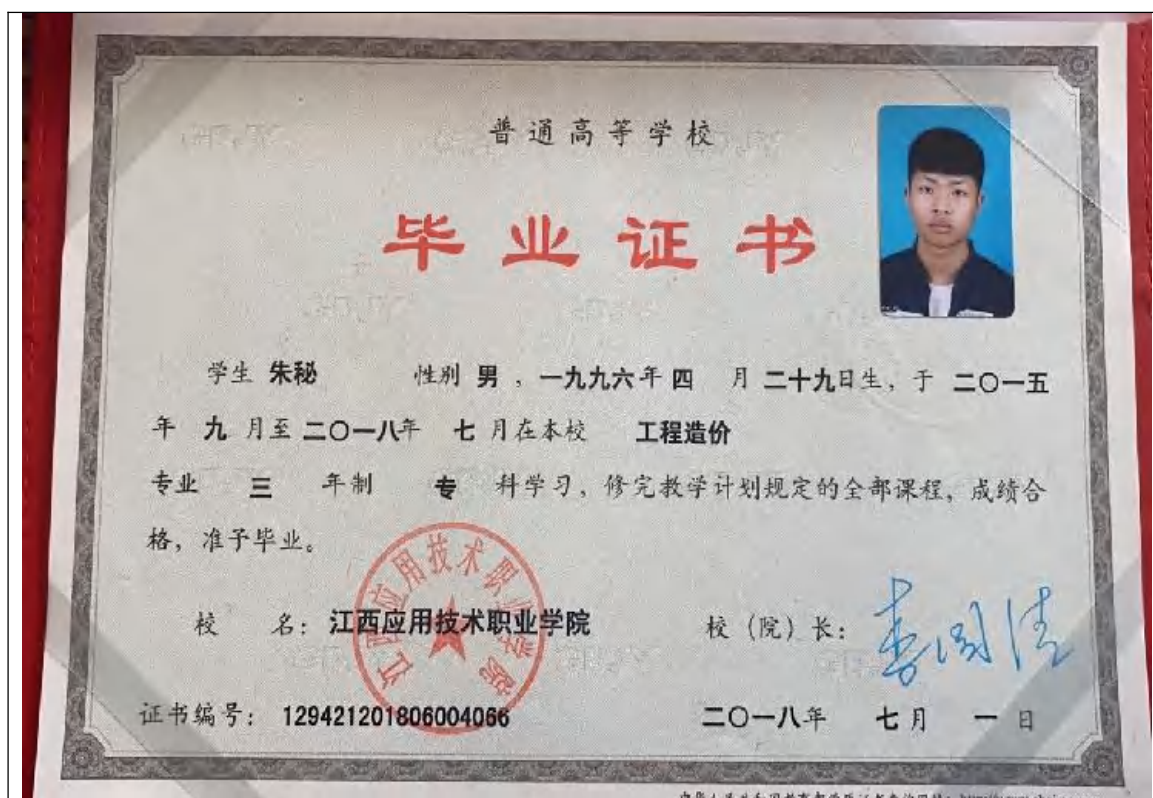 普通高等学校
毕业证书
学生 朱秘 性别 男 , 一九九六年 四 月 二十九日生, 于 二〇一五
年 九 月至 二〇一八年 七 月在本校 工程造价
专业 三 年制 专 科学习, 修完教学计划规定的全部课程, 成绩合
格, 准予毕业。
江西应用技术职业学院
校 名: 江西应用技术职业学院 校 (院) 长:
证书编号: 129421201806004066 二〇一八年 七月 一 日